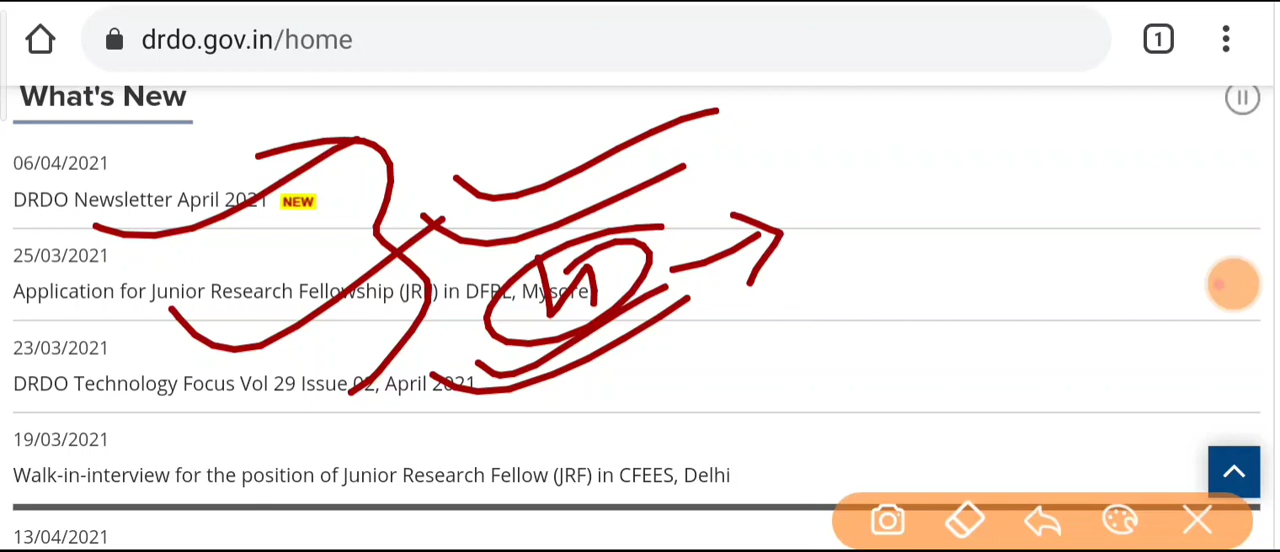 drdo.gov.in/home
1
What's New
06/04/2021
DRDO Newsletter April 2021 NEW
25/03/2021
Application for Junior Research Fellowship (JRF) in DFRL, Mysore
23/03/2021
DRDO Technology Focus Vol 29 Issue 02, April 2021
19/03/2021
Walk-in-interview for the position of Junior Research Fellow (JRF) in CFEES, Delhi
13/04/2021